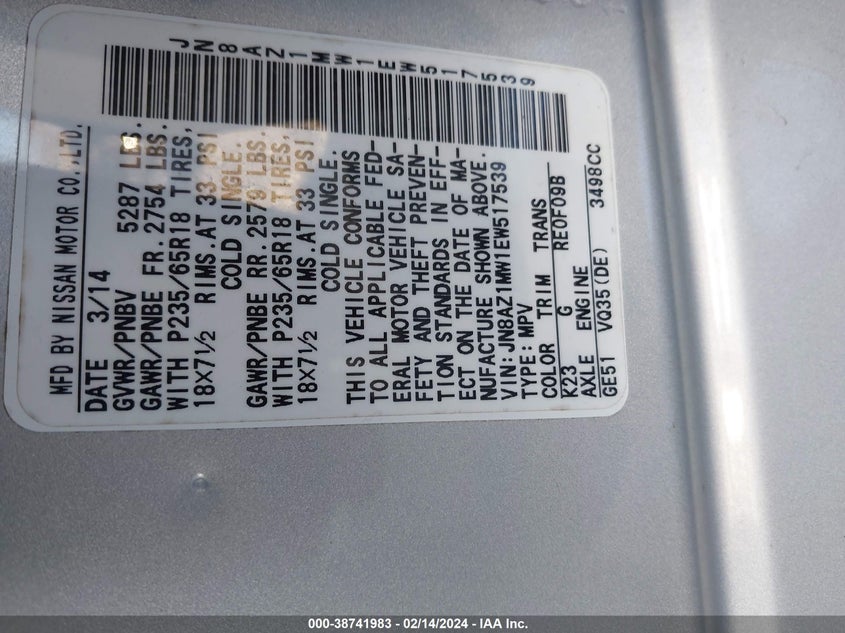 JN8AZ1MW1EW517539
MFD BY NISSAN MOTOR CO.,LTD.
DATE 3/14
GVWR/PNBV 5287 LBS.
GAWR/PNBE FR. 2754 LBS.
WITH P235/65R18 TIRES,
18X7½ RIMS.AT 33 PSI
COLD SINGLE.
GAWR/PNBE RR. 2579 LBS.
WITH P235/65R18 TIRES,
18X7½ RIMS.AT 33 PSI
COLD SINGLE.
THIS VEHICLE CONFORMS
TO ALL APPLICABLE FED-
ERAL MOTOR VEHICLE SA-
FETY AND THEFT PREVEN-
TION STANDARDS IN EFF-
ECT ON THE DATE OF MA-
NUFACTURE SHOWN ABOVE.
VIN:JN8AZ1MW1EW517539
TYPE:MPV
COLOR TRIM TRANS
K23 G RE0F09B
AXLE ENGINE
GE51 VQ35(DE) 3498CC
000-38741983 - 02/14/2024 - IAA Inc.